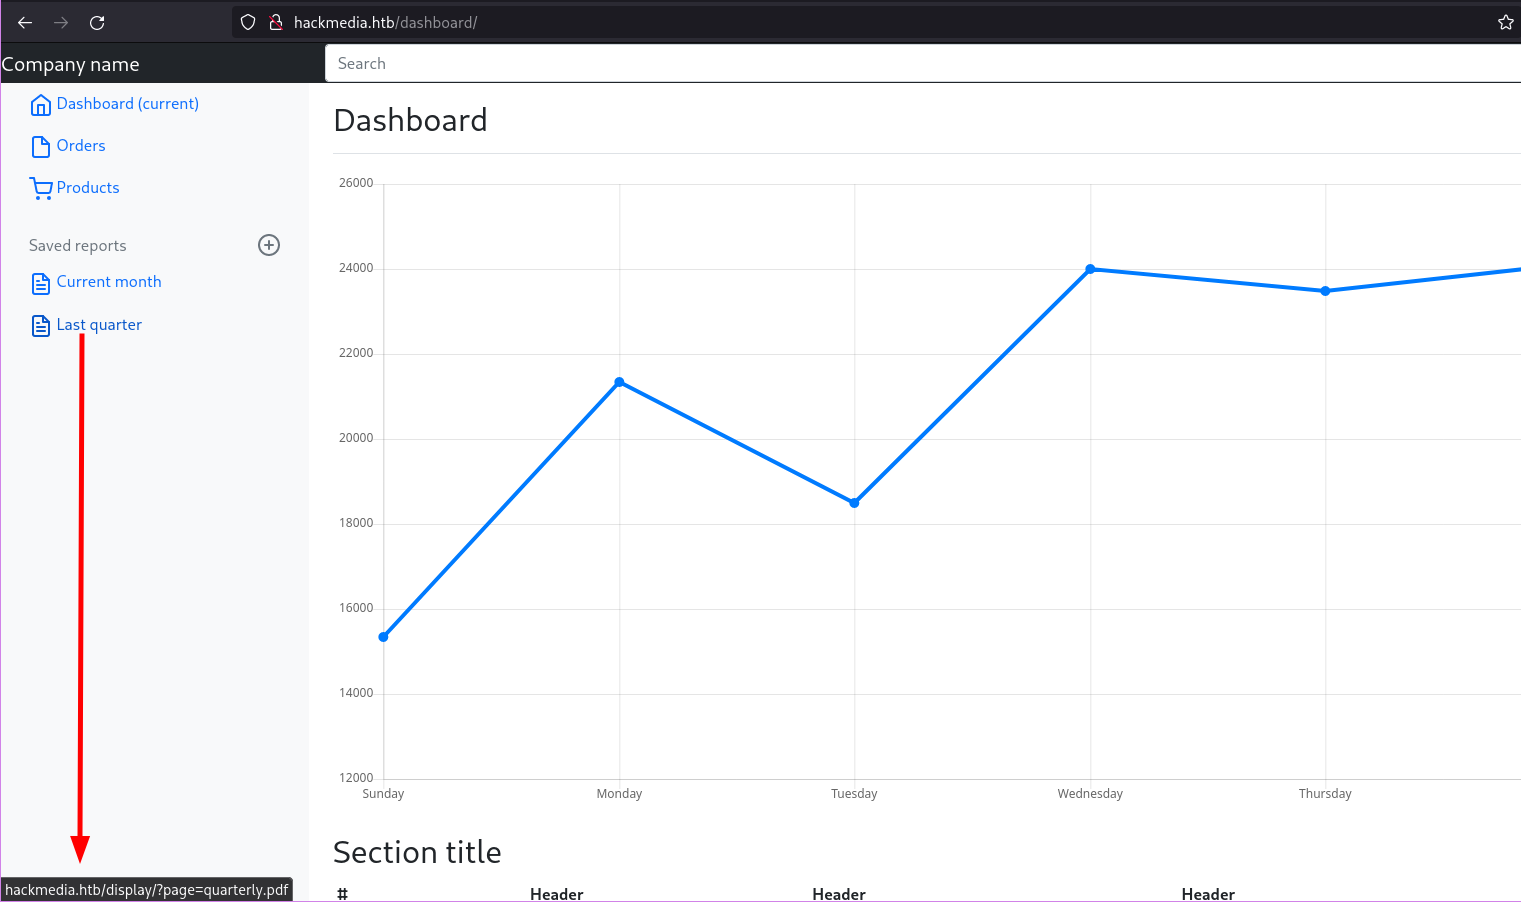 hackmedia.htb/dashboard/
Company name
Search
Dashboard (current)
Orders
Products
Saved reports
Current month
Last quarter
Dashboard
26000
24000
22000
20000
18000
16000
14000
12000
Sunday Monday Tuesday Wednesday Thursday
Section title
# Header Header Header
hackmedia.htb/display/?page=quarterly.pdf